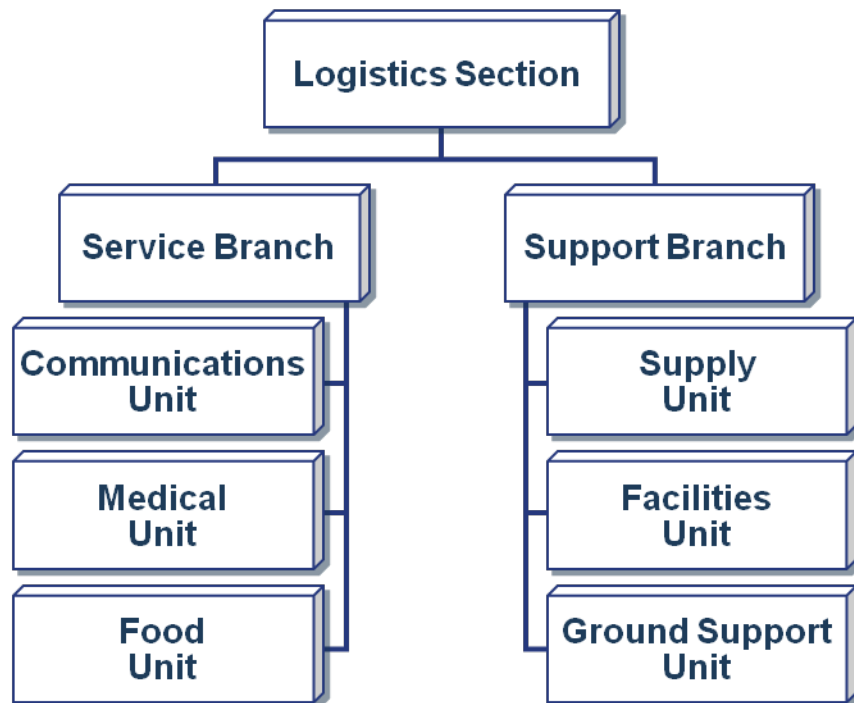 Logistics Section
Service Branch
Support Branch
Communications
Unit
Supply
Unit
Medical
Unit
Facilities
Unit
Food
Unit
Ground Support
Unit